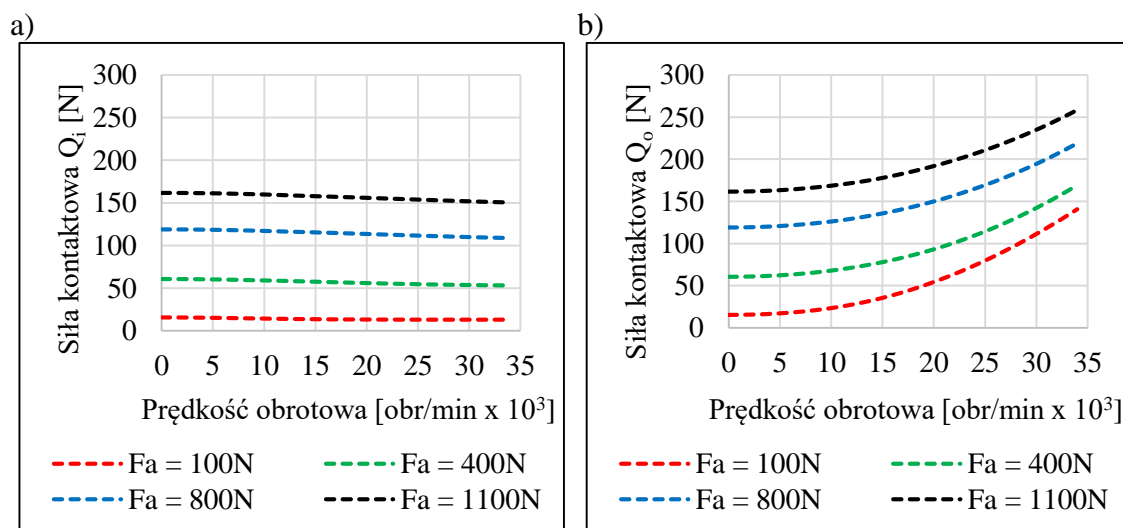 a)
Siła kontaktowa Qᵢ [N]
300
250
200
150
100
50
0
0 5 10 15 20 25 30 35
Prędkość obrotowa [obr/min x 10³]
Fa = 100N Fa = 400N
Fa = 800N Fa = 1100N
b)
Siła kontaktowa Qₒ [N]
300
250
200
150
100
50
0
0 5 10 15 20 25 30 35
Prędkość obrotowa [obr/min x 10³]
Fa = 100N Fa = 400N
Fa = 800N Fa = 1100N